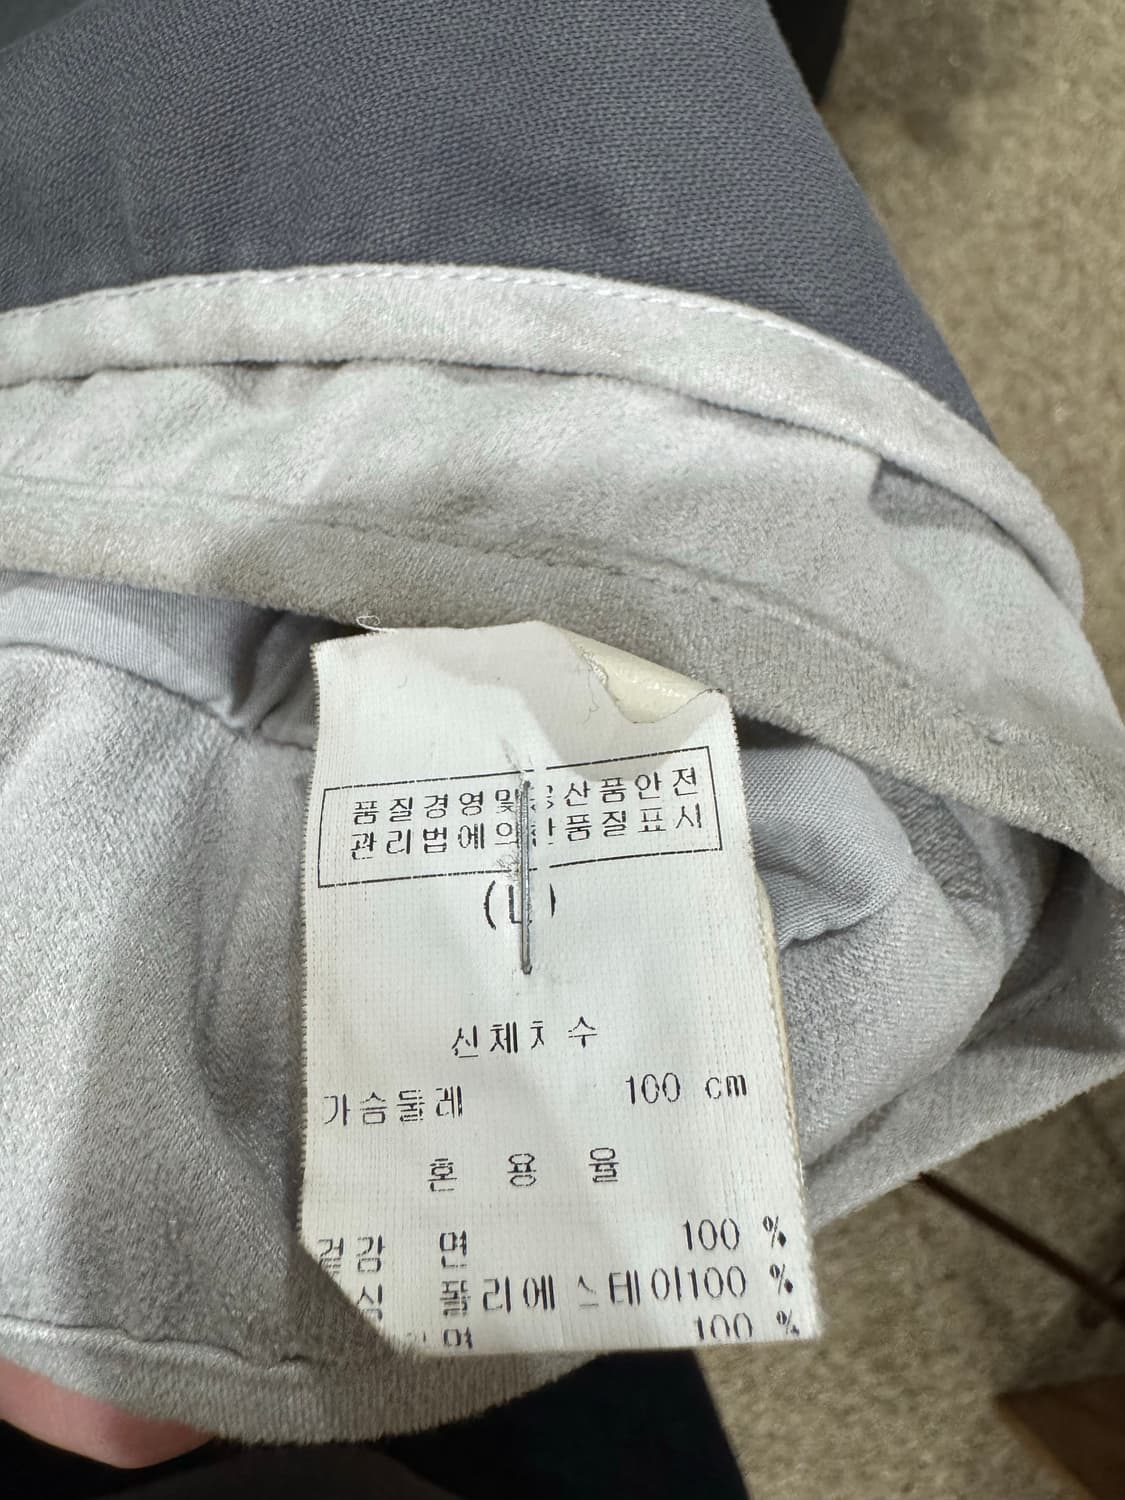 품질경영및공산품안전
관리법에의한품질표시
(L)
신체치수
가슴둘레 100 cm
혼 용 율
겉감 면 100 %
폴리에스테이100 %
면 100 %